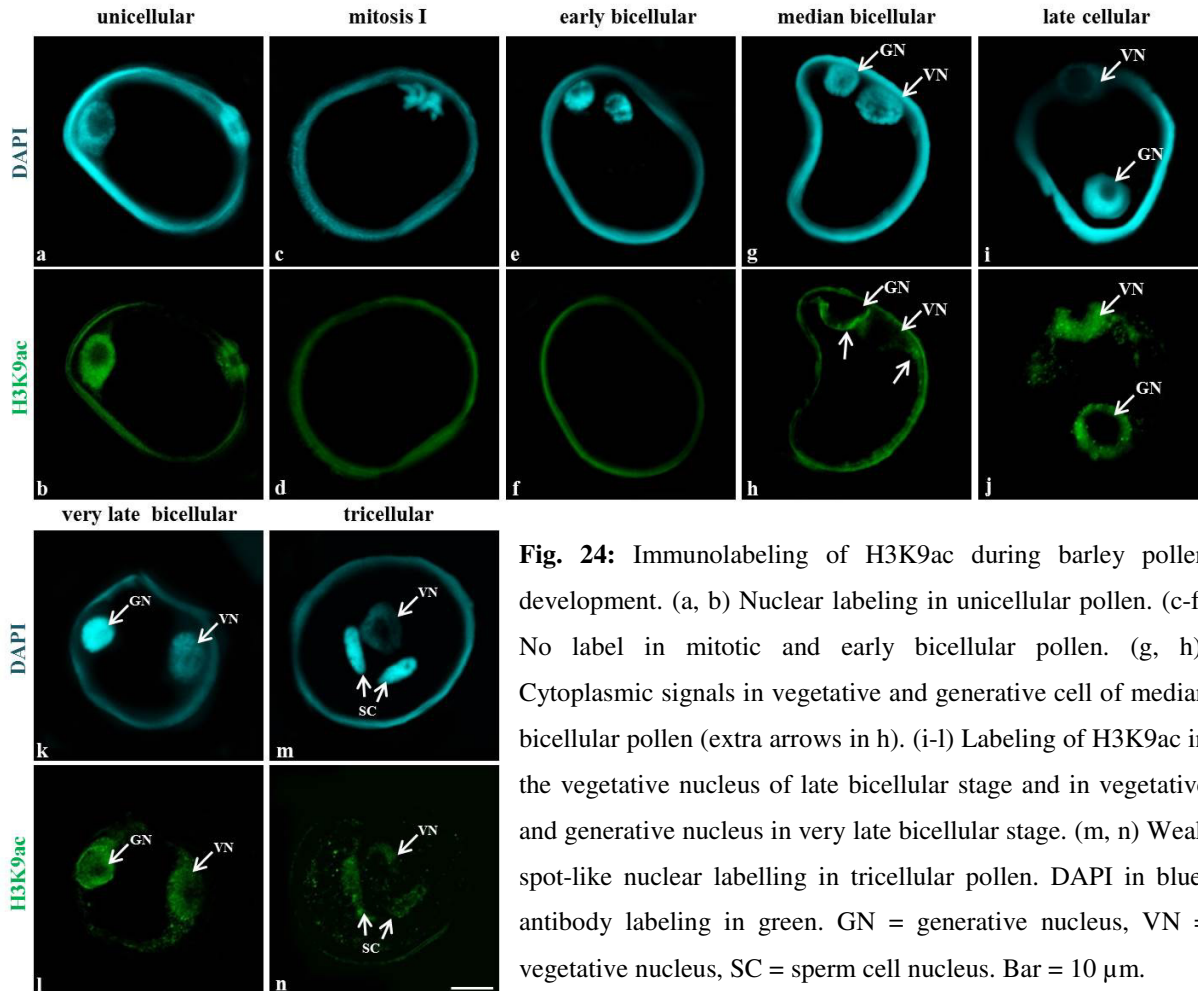 unicellular
mitosis I
early bicellular
median bicellular
late cellular
DAPI
a
c
e
GN
VN
g
VN
GN
i
H3K9ac
b
d
f
GN
VN
h
VN
GN
j
very late bicellular
tricellular
DAPI
GN
VN
k
VN
SC
m
H3K9ac
GN
VN
l
VN
SC
n
Fig. 24: Immunolabeling of H3K9ac during barley pollen
development. (a, b) Nuclear labeling in unicellular pollen. (c-f
No label in mitotic and early bicellular pollen. (g, h)
Cytoplasmic signals in vegetative and generative cell of median
bicellular pollen (extra arrows in h). (i-l) Labeling of H3K9ac in
the vegetative nucleus of late bicellular stage and in vegetative
and generative nucleus in very late bicellular stage. (m, n) Weak
spot-like nuclear labelling in tricellular pollen. DAPI in blue
antibody labeling in green. GN = generative nucleus, VN =
vegetative nucleus, SC = sperm cell nucleus. Bar = 10 µm.